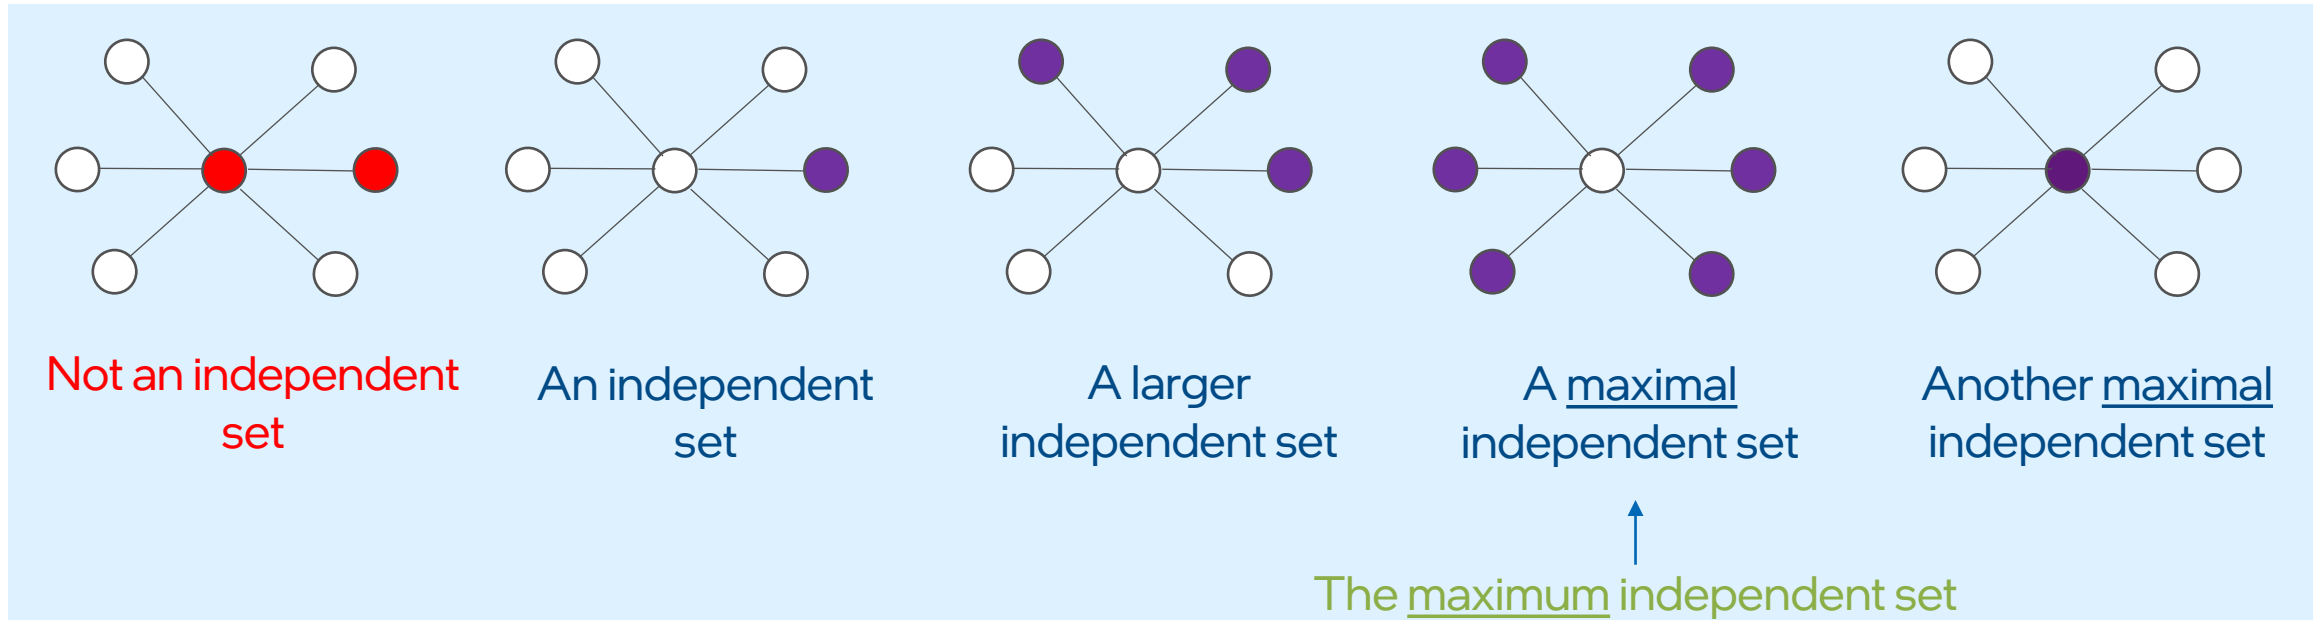 Not an independent
set
An independent
set
A larger
independent set
A maximal
independent set
Another maximal
independent set
The maximum independent set